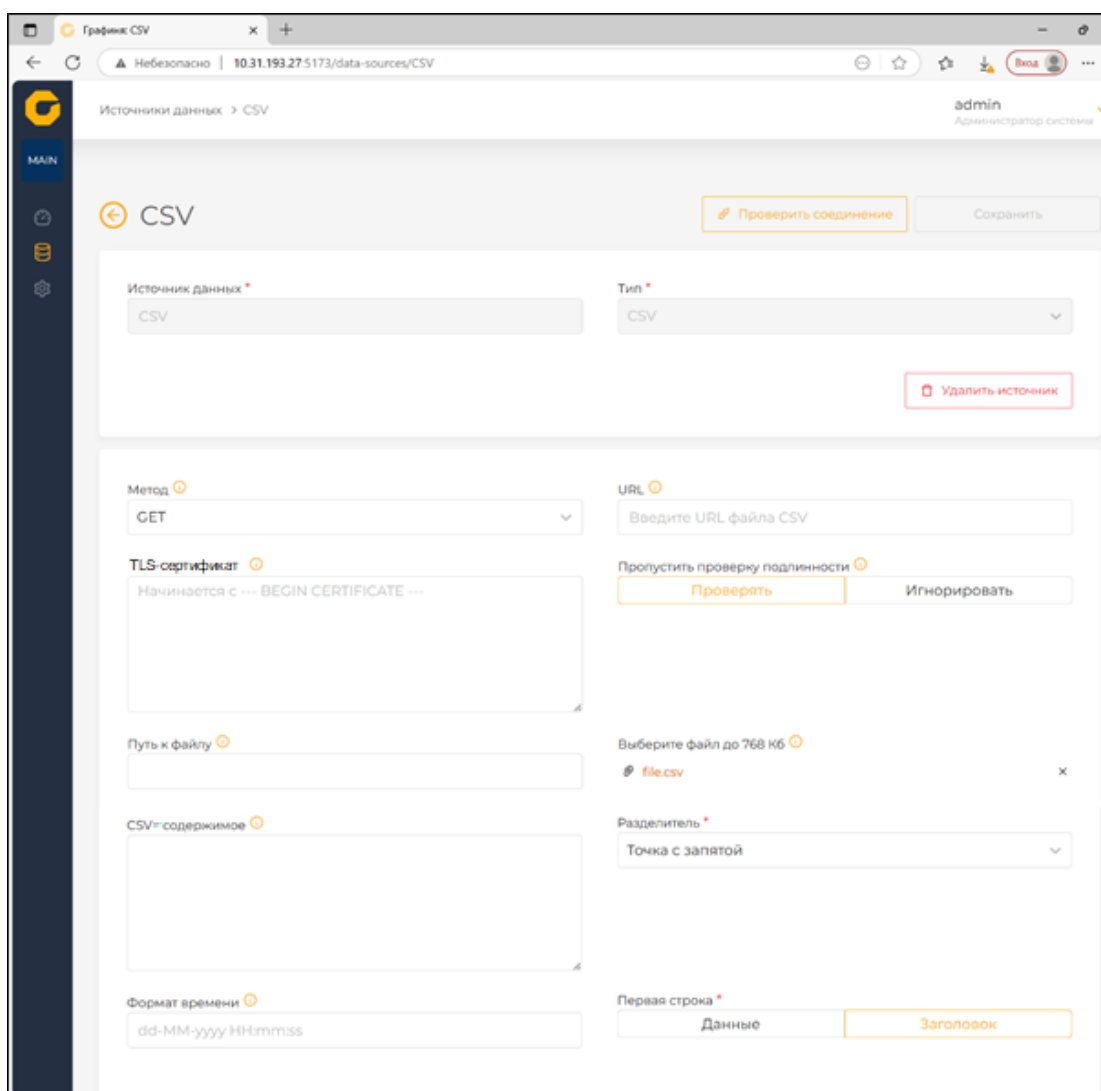 Графиня: CSV
Небезопасно | 10.31.193.27:5173/data-sources/CSV
Вход
Источники данных > CSV
admin
Администратор системы
MAIN
CSV
Проверить соединение
Сохранить
Источник данных *
Тип *
CSV
CSV
Удалить источник
Метод
URL
GET
Введите URL файла CSV
TLS-сертификат
Пропустить проверку подлинности
Начинается с --- BEGIN CERTIFICATE ---
Проверять
Игнорировать
Путь к файлу
Выберите файл до 768 Кб
file.csv
CSV-содержимое
Разделитель *
Точка с запятой
Формат времени
Первая строка *
dd-MM-yyyy HH:mm:ss
Данные
Заголовок